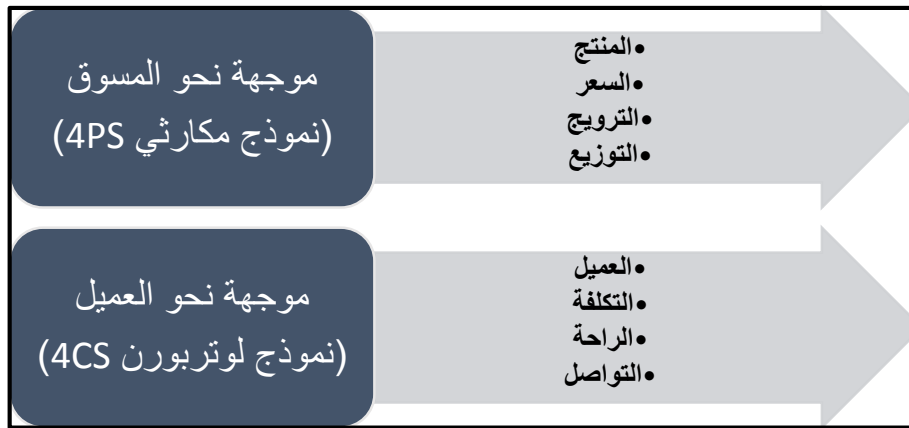 موجهة نحو المسوق
(نموذج مكارثي 4PS)
•المنتج
•السعر
•الترويج
•التوزيع
موجهة نحو العميل
(نموذج لوتربورن 4CS)
•العميل
•التكلفة
•الراحة
•التواصل